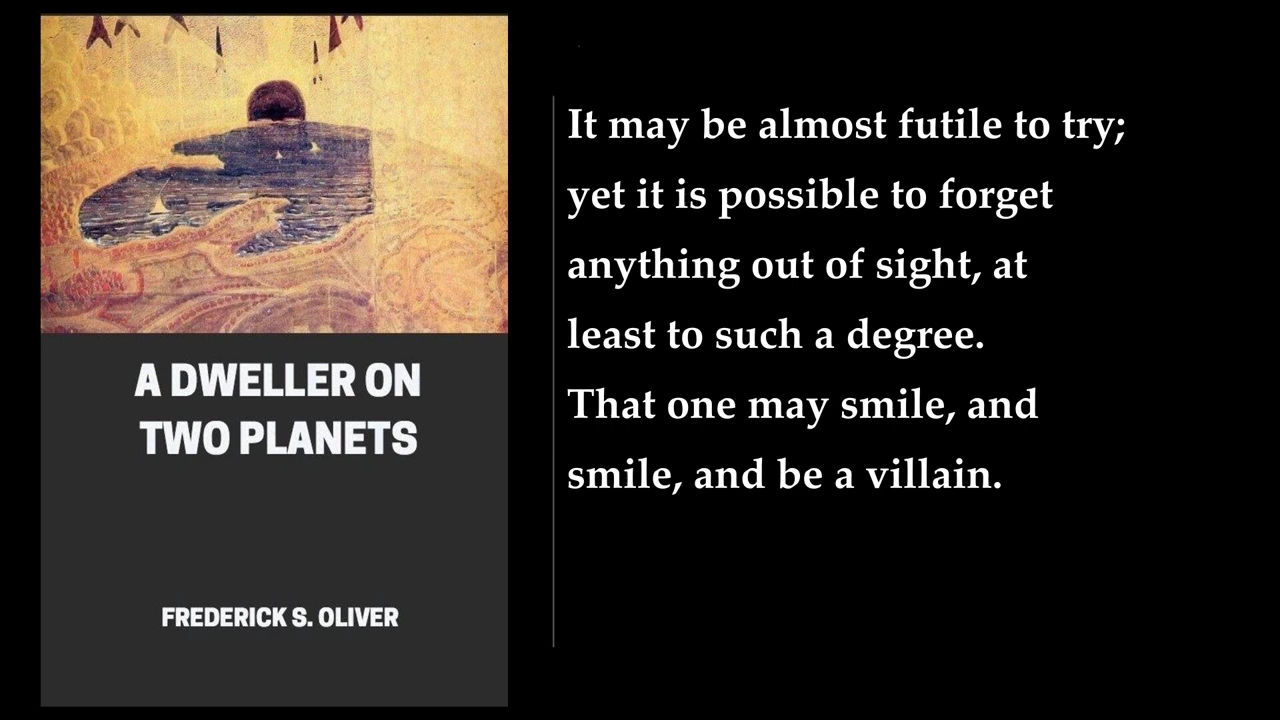 A DWELLER ON
TWO PLANETS
FREDERICK S. OLIVER
It may be almost futile to try;
yet it is possible to forget
anything out of sight, at
least to such a degree.
That one may smile, and
smile, and be a villain.